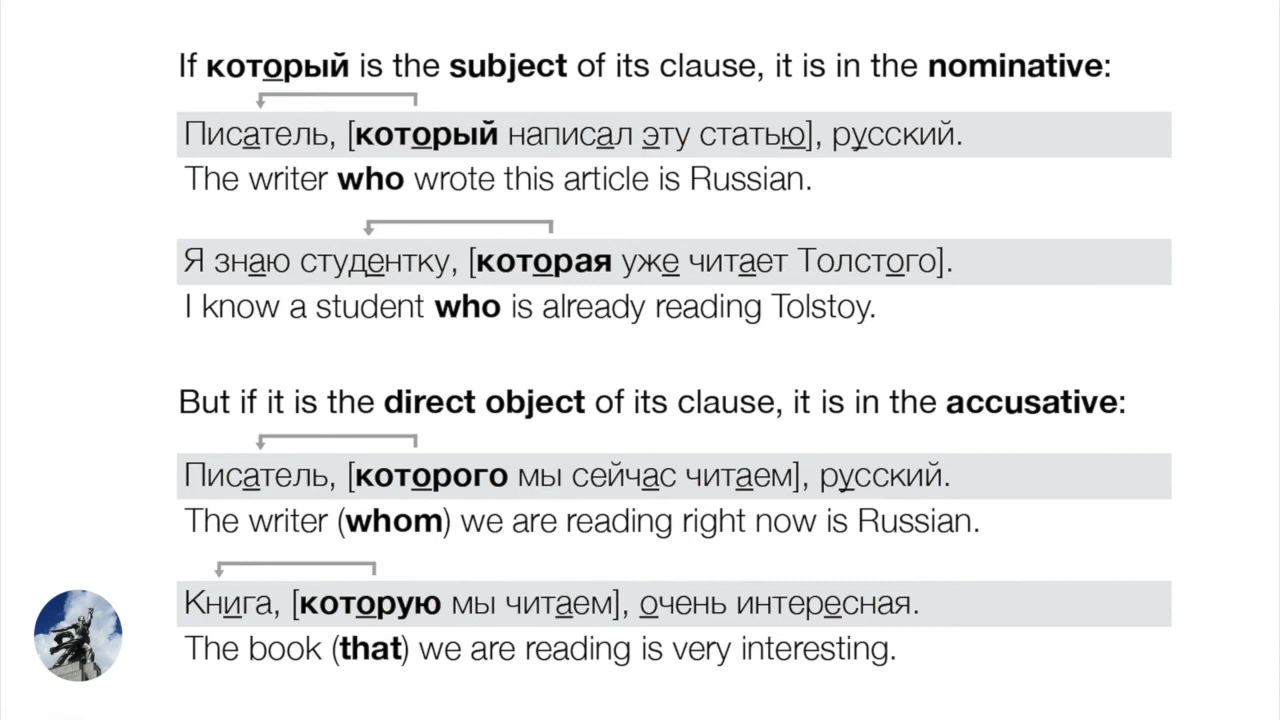 If который is the subject of its clause, it is in the nominative:
Писатель, [который написал эту статью], русский.
The writer who wrote this article is Russian.
Я знаю студентку, [которая уже читает Толстого].
I know a student who is already reading Tolstoy.
But if it is the direct object of its clause, it is in the accusative:
Писатель, [которого мы сейчас читаем], русский.
The writer (whom) we are reading right now is Russian.
Книга, [которую мы читаем], очень интересная.
The book (that) we are reading is very interesting.